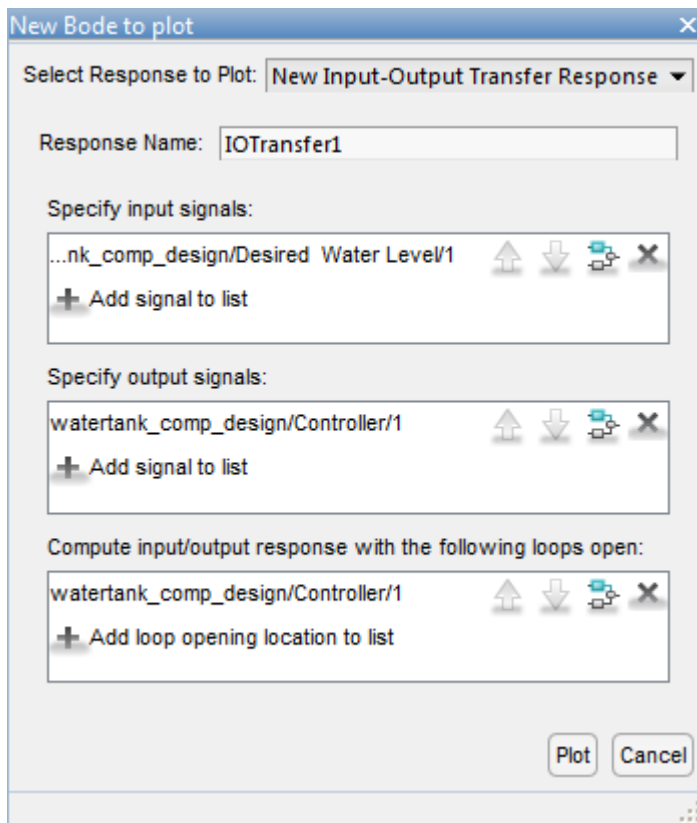 New Bode to plot
Select Response to Plot: New Input-Output Transfer Response
Response Name: IOTransfer1
Specify input signals:
...nk_comp_design/Desired  Water Level/1
Add signal to list
Specify output signals:
watertank_comp_design/Controller/1
Add signal to list
Compute input/output response with the following loops open:
watertank_comp_design/Controller/1
Add loop opening location to list
Plot Cancel